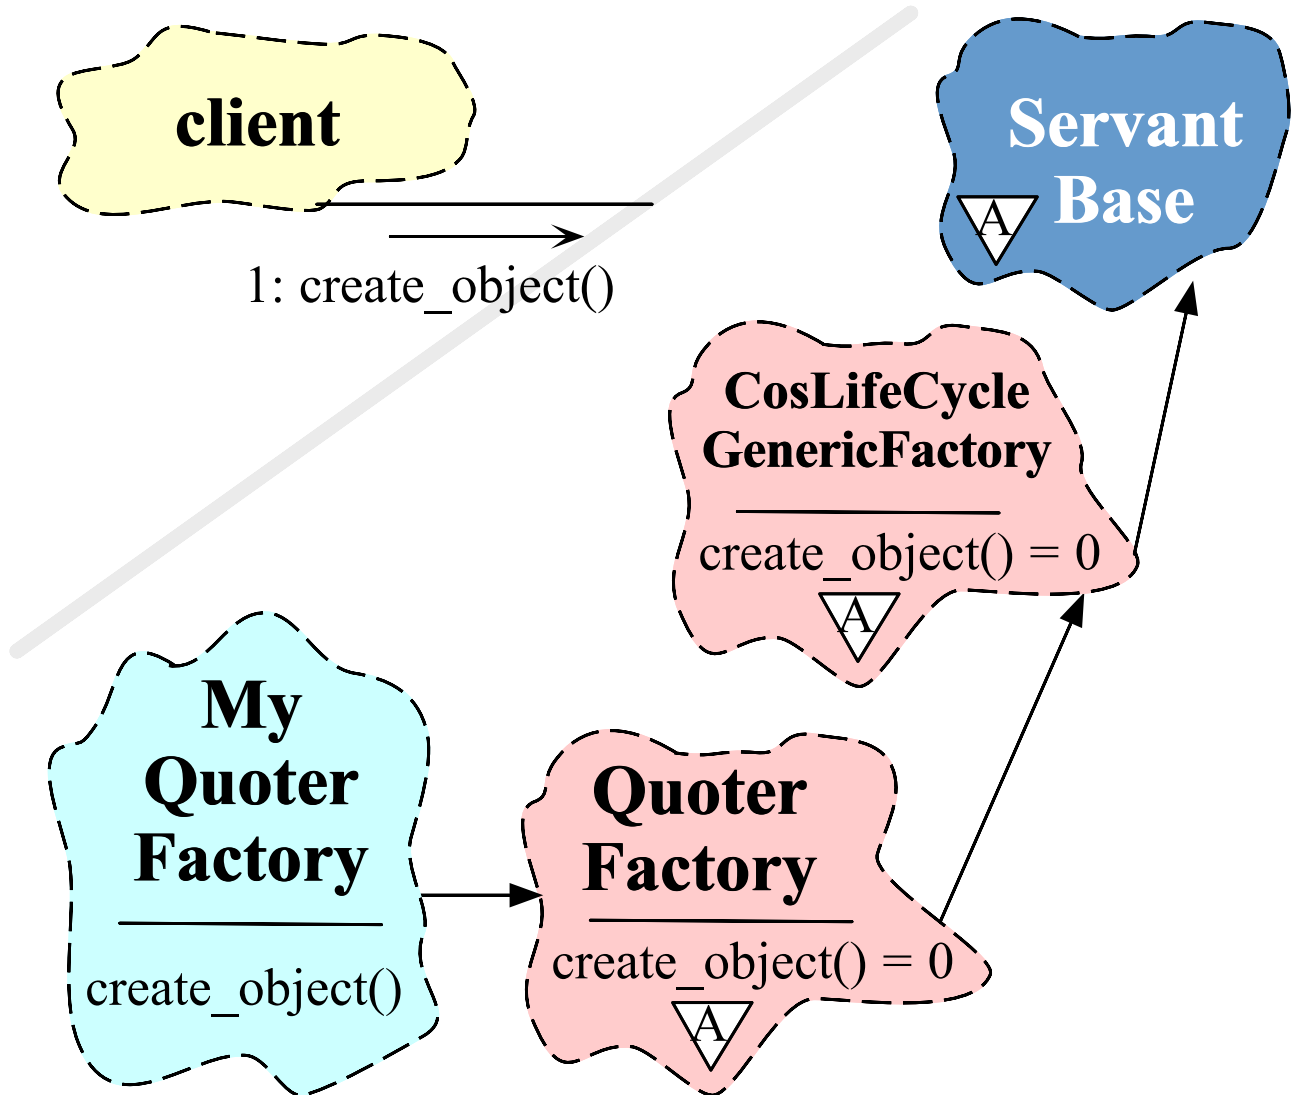 client
1: create_object()
Servant
Base
A
CosLifeCycle
GenericFactory
create_object() = 0
A
My
Quoter
Factory
create_object()
Quoter
Factory
create_object() = 0
A